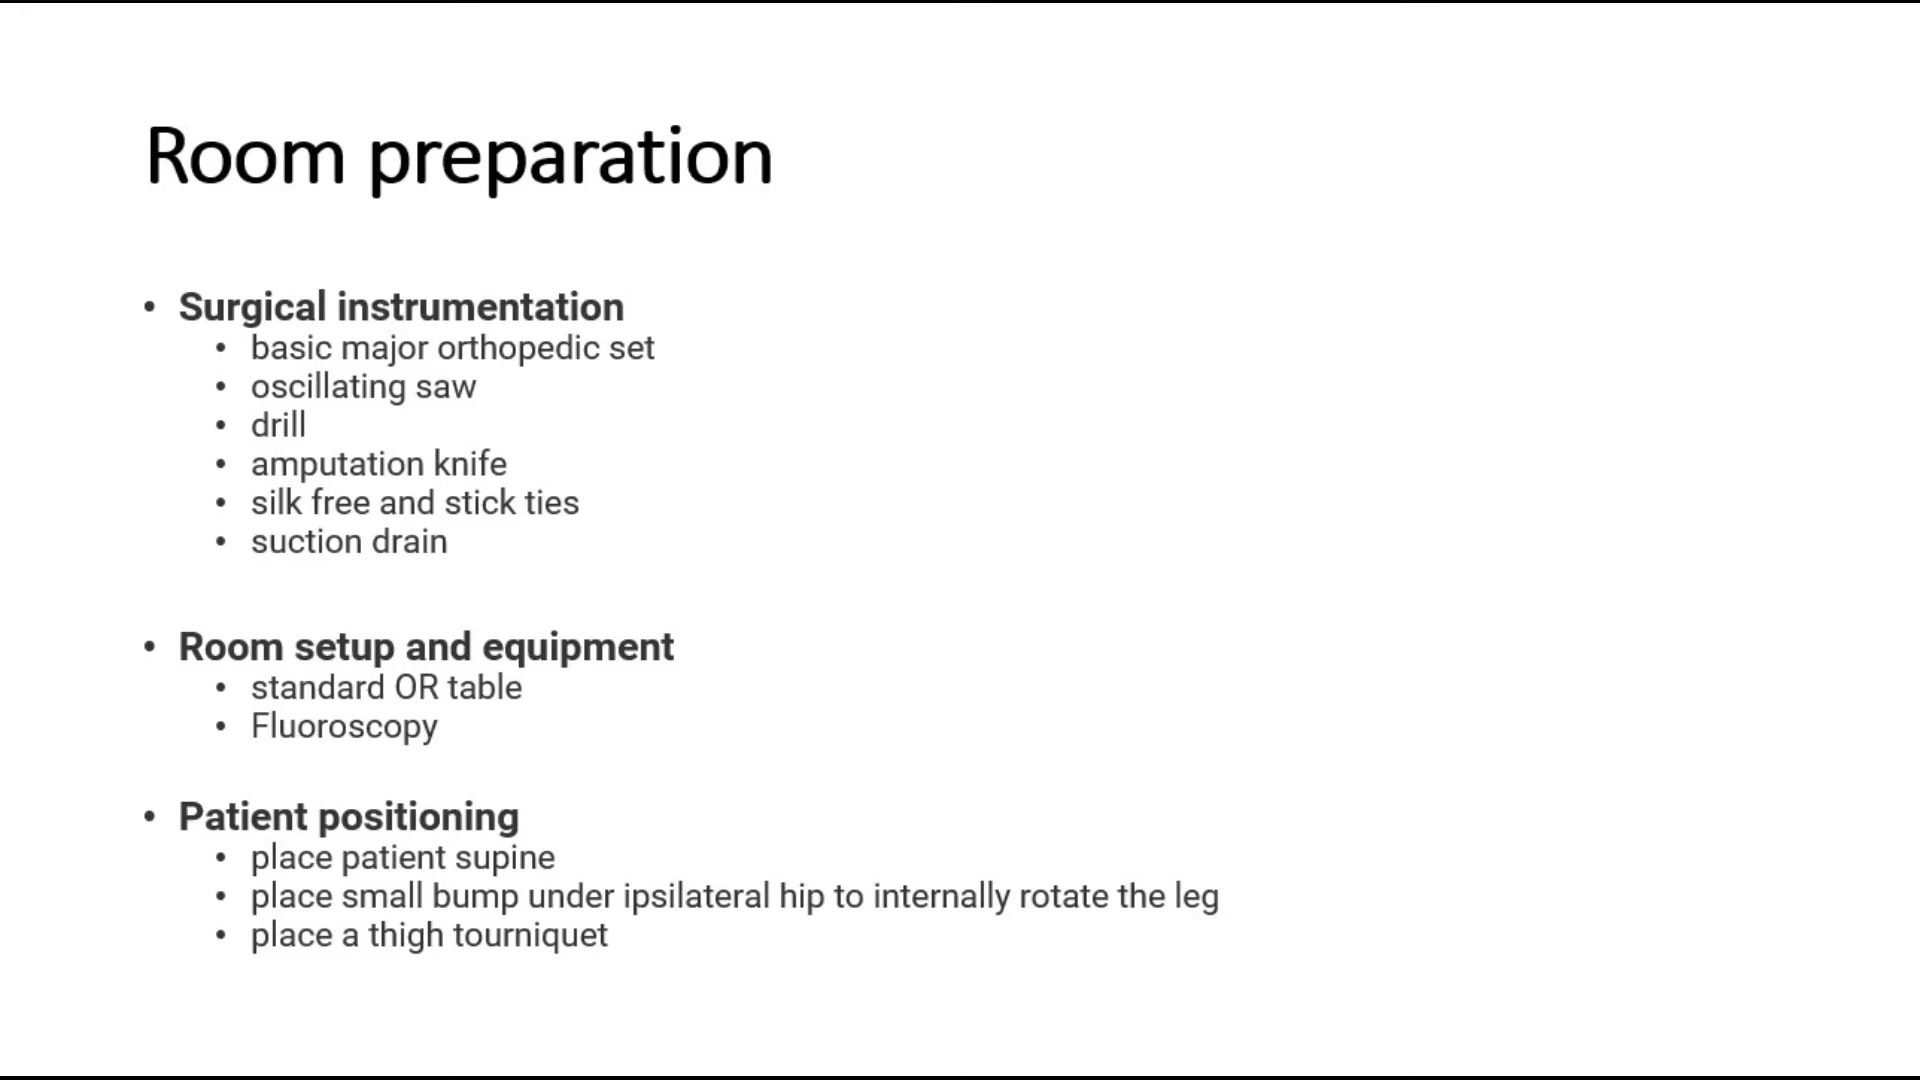 Room preparation
• Surgical instrumentation
• basic major orthopedic set
• oscillating saw
• drill
• amputation knife
• silk free and stick ties
• suction drain
• Room setup and equipment
• standard OR table
• Fluoroscopy
• Patient positioning
• place patient supine
• place small bump under ipsilateral hip to internally rotate the leg
• place a thigh tourniquet